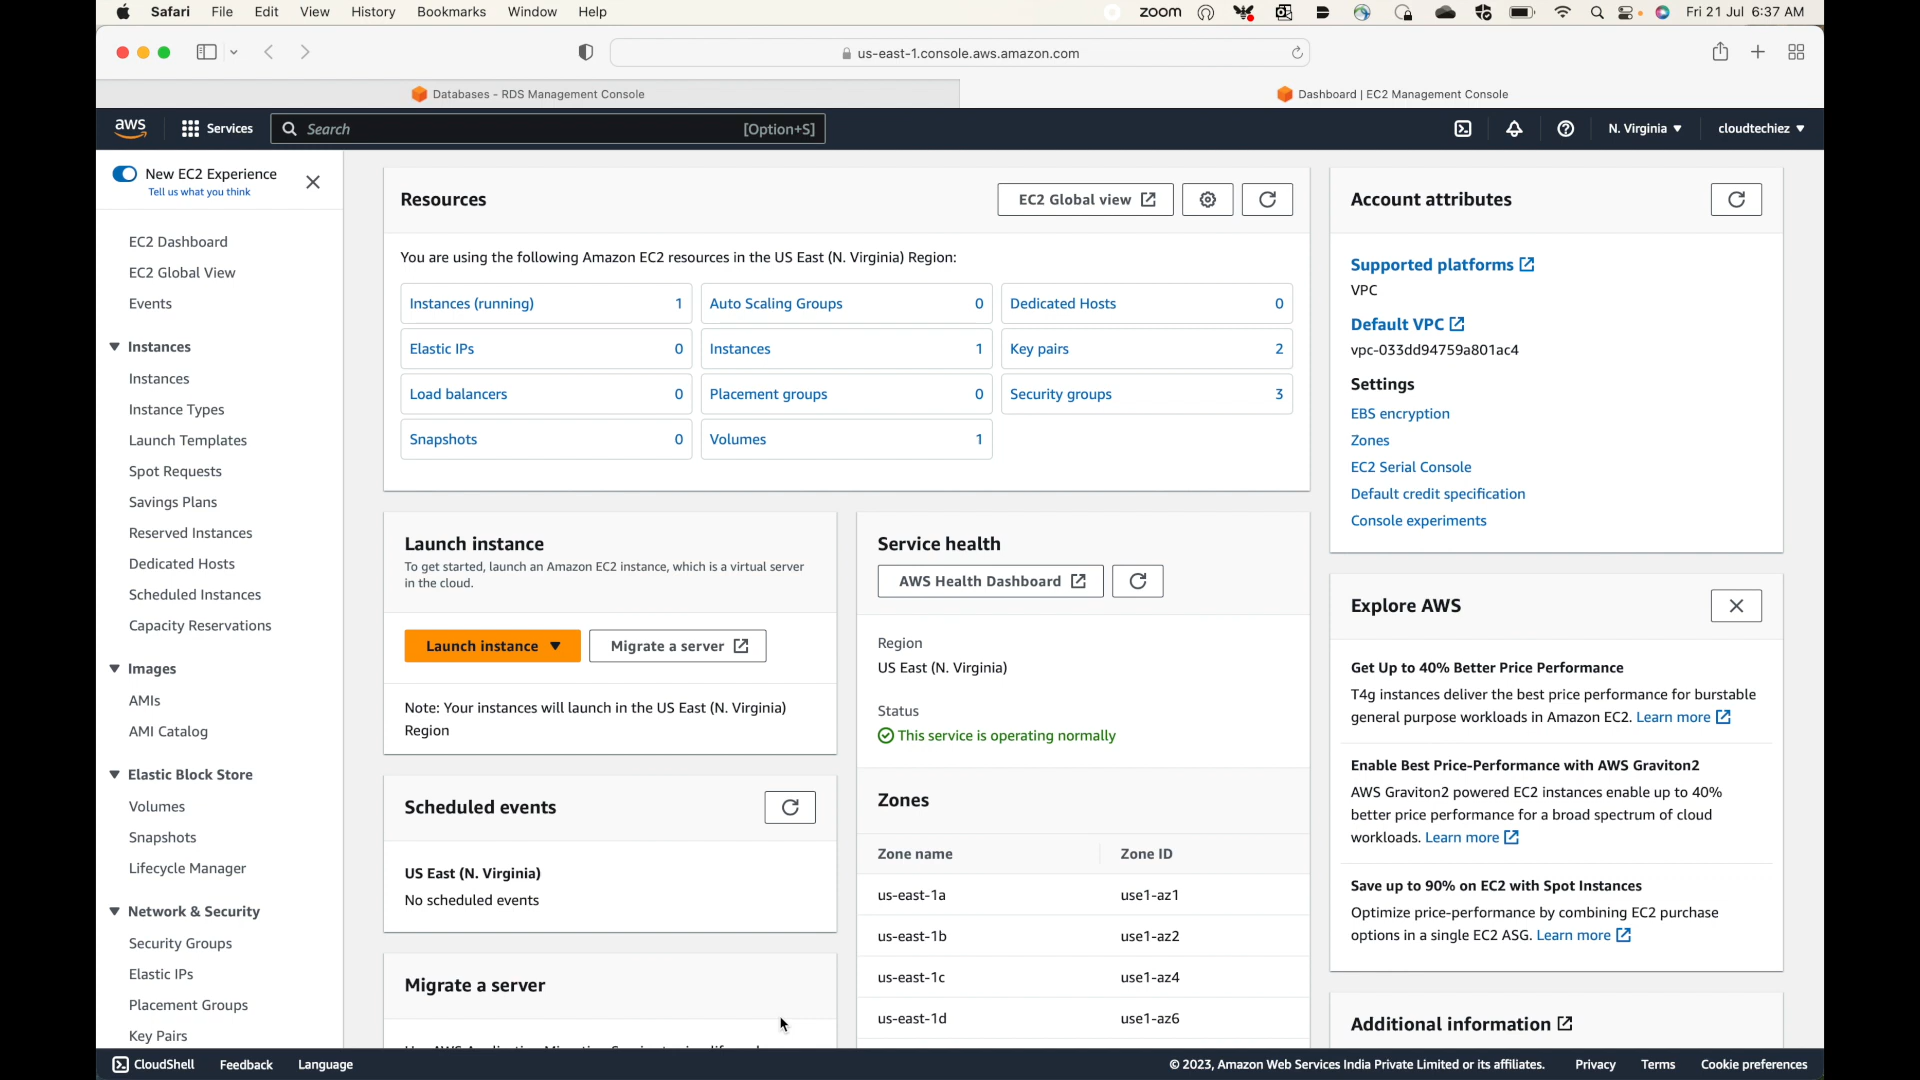 Safari File Edit View History Bookmarks Window Help
zoom
Fri 21 Jul 6:37 AM
us-east-1.console.aws.amazon.com
Databases - RDS Management Console
Dashboard | EC2 Management Console
aws Services Search [Option+S]
N. Virginia cloudtechiez
New EC2 Experience
Tell us what you think
EC2 Dashboard
EC2 Global View
Events
Instances
Instances
Instance Types
Launch Templates
Spot Requests
Savings Plans
Reserved Instances
Dedicated Hosts
Scheduled Instances
Capacity Reservations
Images
AMIs
AMI Catalog
Elastic Block Store
Volumes
Snapshots
Lifecycle Manager
Network & Security
Security Groups
Elastic IPs
Placement Groups
Key Pairs
Resources
EC2 Global view
You are using the following Amazon EC2 resources in the US East (N. Virginia) Region:
Instances (running) 1 Auto Scaling Groups 0 Dedicated Hosts 0
Elastic IPs 0 Instances 1 Key pairs 2
Load balancers 0 Placement groups 0 Security groups 3
Snapshots 0 Volumes 1
Launch instance
To get started, launch an Amazon EC2 instance, which is a virtual server
in the cloud.
Launch instance Migrate a server
Note: Your instances will launch in the US East (N. Virginia)
Region
Scheduled events
US East (N. Virginia)
No scheduled events
Migrate a server
Service health
AWS Health Dashboard
Region
US East (N. Virginia)
Status
This service is operating normally
Zones
Zone name Zone ID
us-east-1a use1-az1
us-east-1b use1-az2
us-east-1c use1-az4
us-east-1d use1-az6
Account attributes
Supported platforms
VPC
Default VPC
vpc-033dd94759a801ac4
Settings
EBS encryption
Zones
EC2 Serial Console
Default credit specification
Console experiments
Explore AWS
Get Up to 40% Better Price Performance
T4g instances deliver the best price performance for burstable
general purpose workloads in Amazon EC2. Learn more
Enable Best Price-Performance with AWS Graviton2
AWS Graviton2 powered EC2 instances enable up to 40%
better price performance for a broad spectrum of cloud
workloads. Learn more
Save up to 90% on EC2 with Spot Instances
Optimize price-performance by combining EC2 purchase
options in a single EC2 ASG. Learn more
Additional information
CloudShell Feedback Language
© 2023, Amazon Web Services India Private Limited or its affiliates. Privacy Terms Cookie preferences